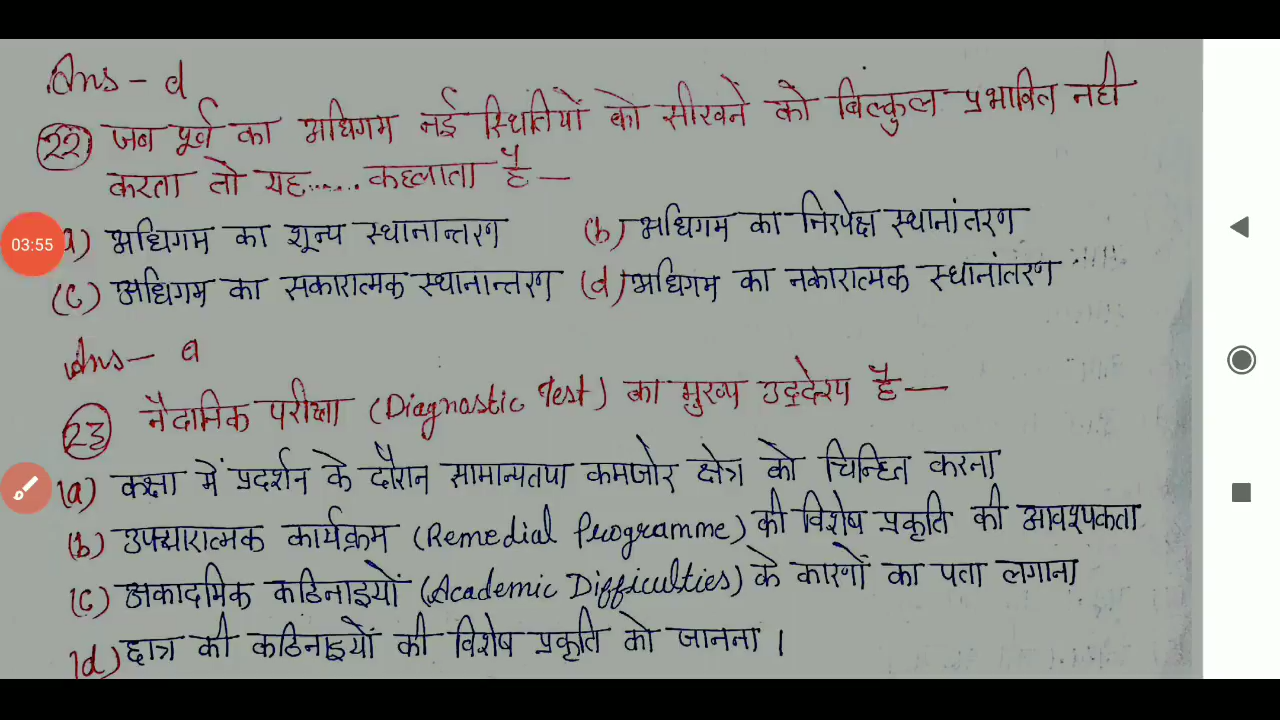 Ans - d
22 जब पूर्व का अधिगम नई स्थितियों को सीखने को बिल्कुल प्रभावित नही
करता तो यह...... कहलाता है —
a) अधिगम का शून्य स्थानान्तरण (b) अधिगम का निरपेक्ष स्थानांतरण
03:55
(c) अधिगम का सकारात्मक स्थानान्तरण (d) अधिगम का नकारात्मक स्थानांतरण
Ans - a
23 नैदानिक परीक्षा (Diagnostic Test) का मुख्य उद्‌देश्य है —
(a) कक्षा में प्रदर्शन के दौरान सामान्यतया कमजोर क्षेत्र को चिन्हित करना
(b) उपचारात्मक कार्यक्रम (Remedial Programme) की विशेष प्रकृति की आवश्यकता
(c) अकादमिक कठिनाइयों (Academic Difficulties) के कारणों का पता लगाना
(d) छात्र की कठिनाइयों की विशेष प्रकृति को जानना ।